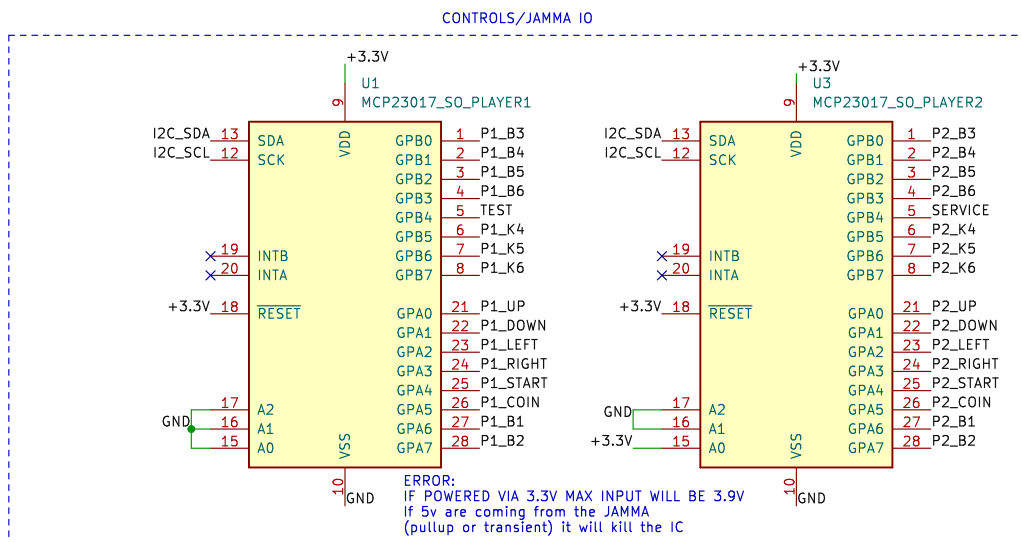 CONTROLS/JAMMA IO
+3.3V
U1
MCP23017_SO_PLAYER1
9
VDD
I2C_SDA 13 SDA
I2C_SCL 12 SCK
19 INTB
20 INTA
+3.3V 18 RESET
17 A2
GND 16 A1
15 A0
GPB0 1 P1_B3
GPB1 2 P1_B4
GPB2 3 P1_B5
GPB3 4 P1_B6
GPB4 5 TEST
GPB5 6 P1_K4
GPB6 7 P1_K5
GPB7 8 P1_K6
GPA0 21 P1_UP
GPA1 22 P1_DOWN
GPA2 23 P1_LEFT
GPA3 24 P1_RIGHT
GPA4 25 P1_START
GPA5 26 P1_COIN
GPA6 27 P1_B1
GPA7 28 P1_B2
VSS
10
GND
+3.3V
U3
MCP23017_SO_PLAYER2
9
VDD
I2C_SDA 13 SDA
I2C_SCL 12 SCK
19 INTB
20 INTA
+3.3V 18 RESET
GND 17 A2
16 A1
+3.3V 15 A0
GPB0 1 P2_B3
GPB1 2 P2_B4
GPB2 3 P2_B5
GPB3 4 P2_B6
GPB4 5 SERVICE
GPB5 6 P2_K4
GPB6 7 P2_K5
GPB7 8 P2_K6
GPA0 21 P2_UP
GPA1 22 P2_DOWN
GPA2 23 P2_LEFT
GPA3 24 P2_RIGHT
GPA4 25 P2_START
GPA5 26 P2_COIN
GPA6 27 P2_B1
GPA7 28 P2_B2
VSS
10
GND
ERROR:
IF POWERED VIA 3.3V MAX INPUT WILL BE 3.9V
If 5v are coming from the JAMMA
(pullup or transient) it will kill the IC